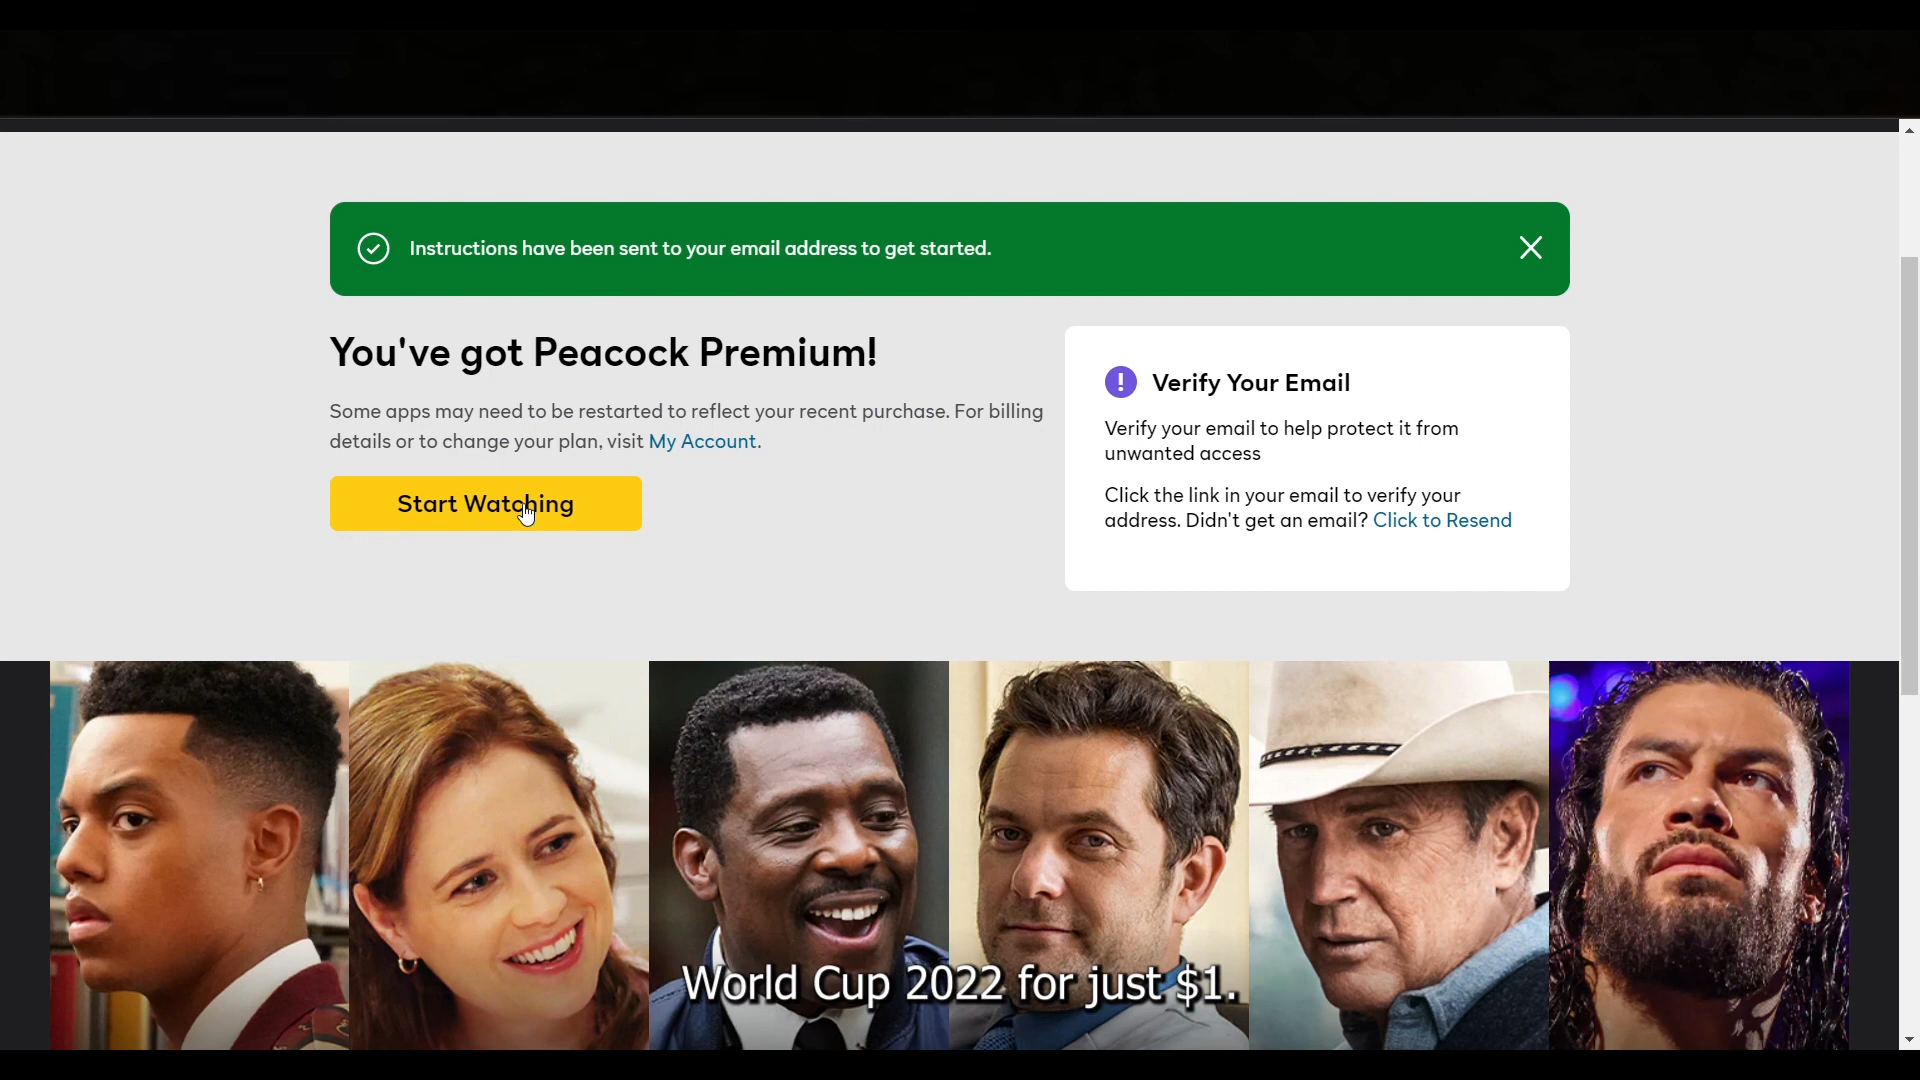 Instructions have been sent to your email address to get started.
You've got Peacock Premium!
Some apps may need to be restarted to reflect your recent purchase. For billing
details or to change your plan, visit My Account.
Start Watching
Verify Your Email
Verify your email to help protect it from
unwanted access
Click the link in your email to verify your
address. Didn't get an email? Click to Resend
World Cup 2022 for just $1.